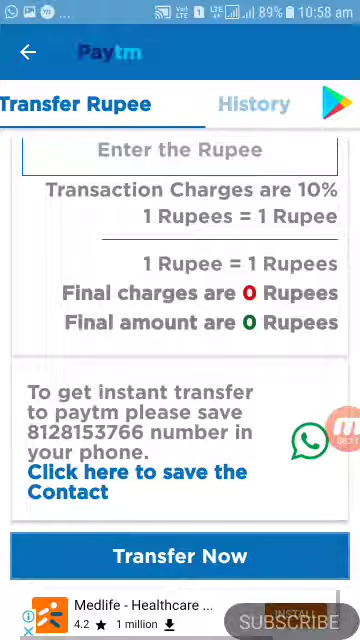 89% 10:58 am
Paytm
Transfer Rupee History
Enter the Rupee
Transaction Charges are 10%
1 Rupees = 1 Rupee
1 Rupee = 1 Rupees
Final charges are 0 Rupees
Final amount are 0 Rupees
To get instant transfer
to paytm please save
8128153766 number in
your phone.
Click here to save the
Contact
Transfer Now
Medlife - Healthcare ...
4.2 ★ 1 million
INSTALL
SUBSCRIBE